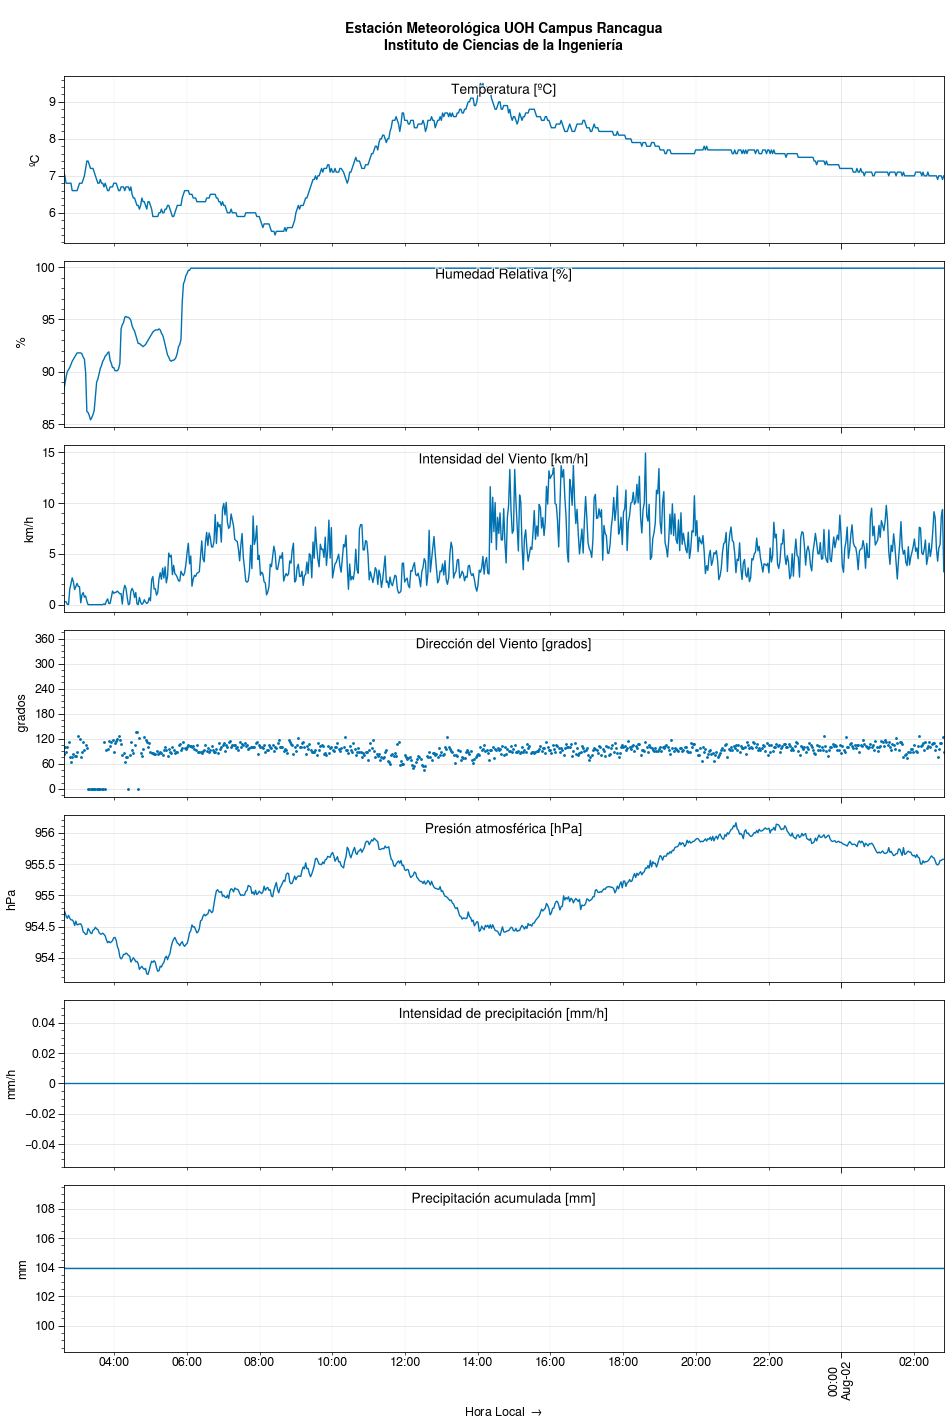 Estación Meteorológica UOH Campus Rancagua
Instituto de Ciencias de la Ingeniería
Temperatura [ºC]
ºC
9
8
7
6
Humedad Relativa [%]
%
100
95
90
85
Intensidad del Viento [km/h]
km/h
15
10
5
0
Dirección del Viento [grados]
grados
360
300
240
180
120
60
0
Presión atmosférica [hPa]
hPa
956
955.5
955
954.5
954
Intensidad de precipitación [mm/h]
mm/h
0.04
0.02
0
−0.02
−0.04
Precipitación acumulada [mm]
mm
108
106
104
102
100
04:00 06:00 08:00 10:00 12:00 14:00 16:00 18:00 20:00 22:00 00:00 02:00
Aug-02
Hora Local →